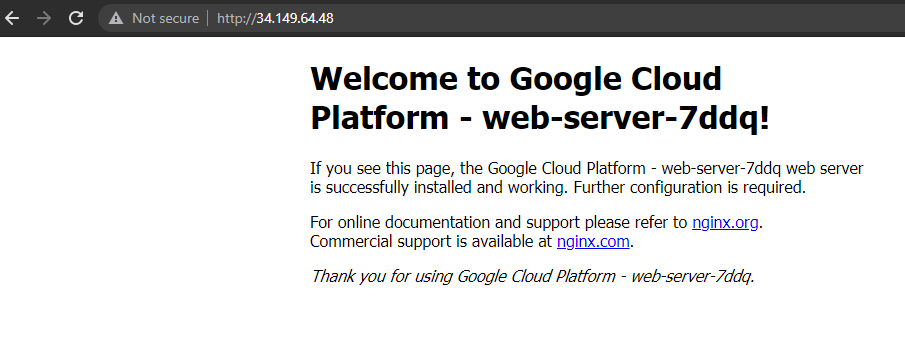 Not secure http://34.149.64.48
Welcome to Google Cloud
Platform - web-server-7ddq!
If you see this page, the Google Cloud Platform - web-server-7ddq web server
is successfully installed and working. Further configuration is required.
For online documentation and support please refer to nginx.org.
Commercial support is available at nginx.com.
Thank you for using Google Cloud Platform - web-server-7ddq.